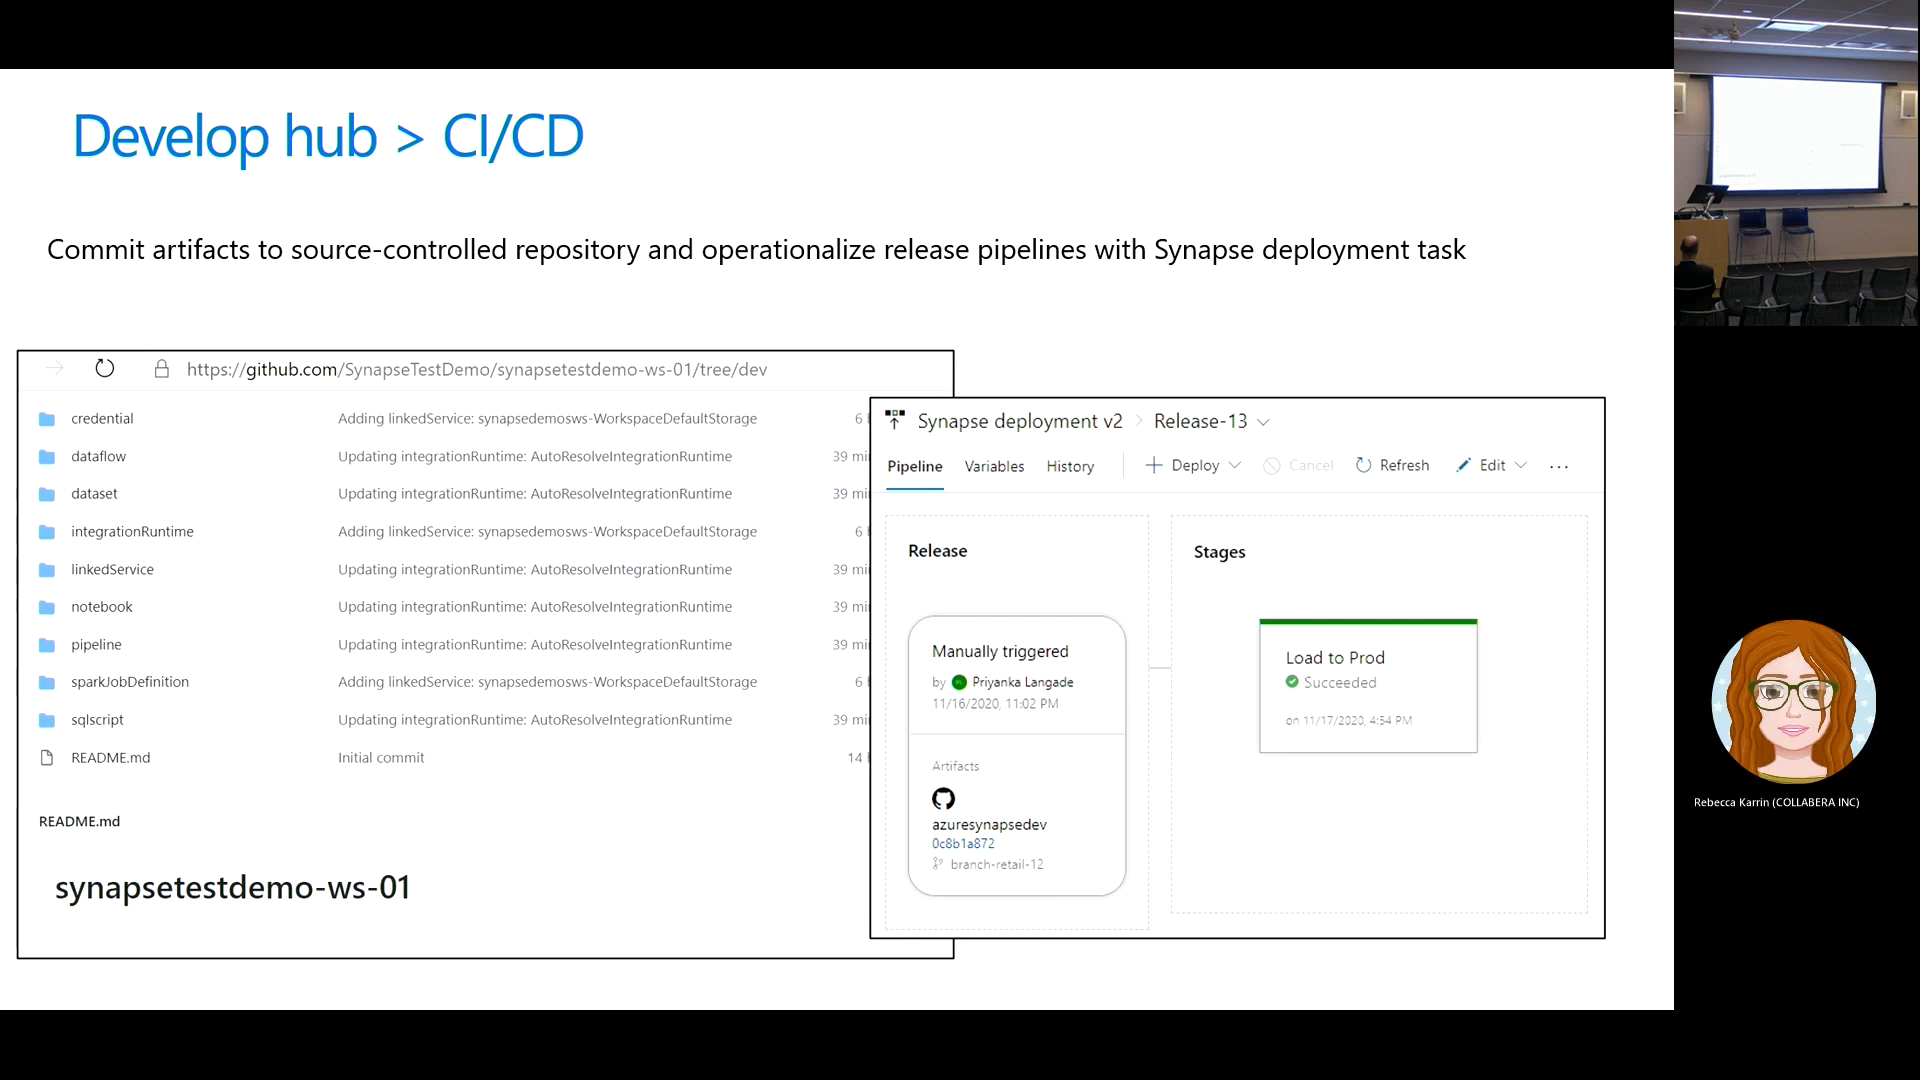 Develop hub > CI/CD
Commit artifacts to source-controlled repository and operationalize release pipelines with Synapse deployment task
https://github.com/SynapseTestDemo/synapsetestdemo-ws-01/tree/dev
credential Adding linkedService: synapsedemosws-WorkspaceDefaultStorage 6
dataflow Updating integrationRuntime: AutoResolveIntegrationRuntime 39 mi
dataset Updating integrationRuntime: AutoResolveIntegrationRuntime 39 mi
integrationRuntime Adding linkedService: synapsedemosws-WorkspaceDefaultStorage 6
linkedService Updating integrationRuntime: AutoResolveIntegrationRuntime 39 mi
notebook Updating integrationRuntime: AutoResolveIntegrationRuntime 39 mi
pipeline Updating integrationRuntime: AutoResolveIntegrationRuntime 39 mi
sparkJobDefinition Adding linkedService: synapsedemosws-WorkspaceDefaultStorage 6
sqlscript Updating integrationRuntime: AutoResolveIntegrationRuntime 39 mi
README.md Initial commit 14
README.md
synapsetestdemo-ws-01
Synapse deployment v2 > Release-13
Pipeline Variables History + Deploy Cancel Refresh Edit ...
Release
Manually triggered
by Priyanka Langade
11/16/2020, 11:02 PM
Artifacts
azuresynapsedev
0c8b1a872
branch-retail-12
Stages
Load to Prod
Succeeded
on 11/17/2020, 4:54 PM
Rebecca Karrin (COLLABERA INC)